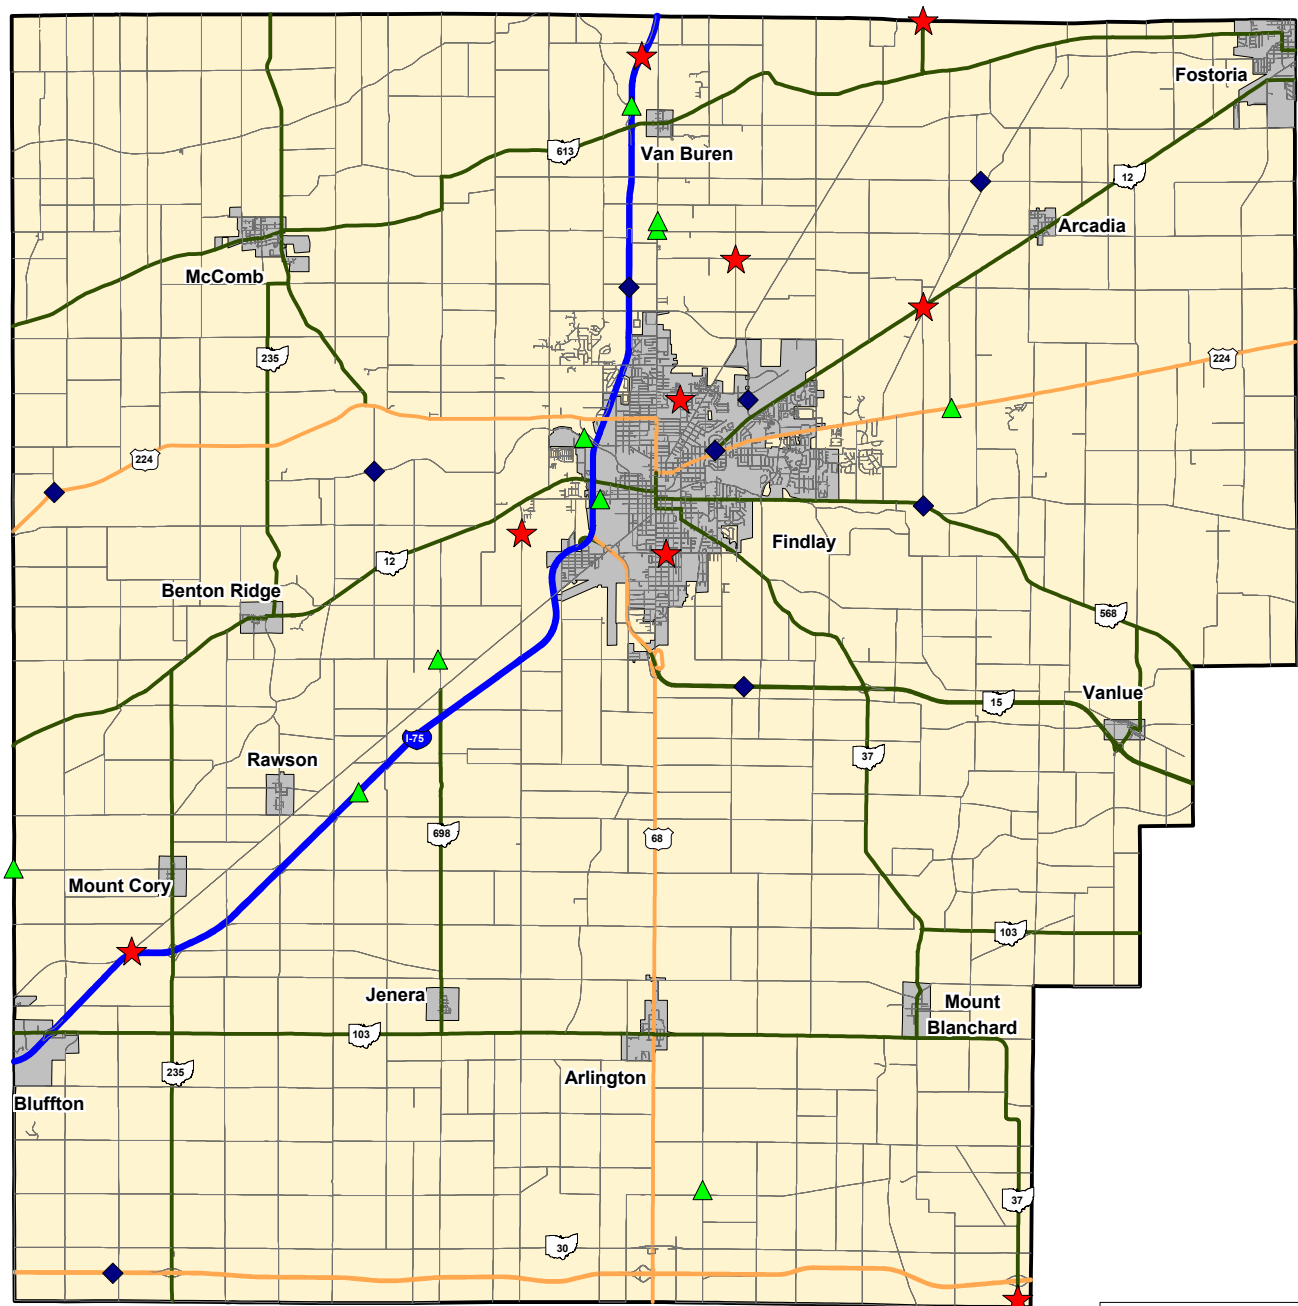 Fostoria
613
Van Buren
12
Arcadia
McComb
235
224
224
Findlay
12
Benton Ridge
568
Vanlue
15
I-75
37
Rawson
698
68
Mount Cory
103
Jenera
Mount
Blanchard
103
Arlington
235
Bluffton
37
30